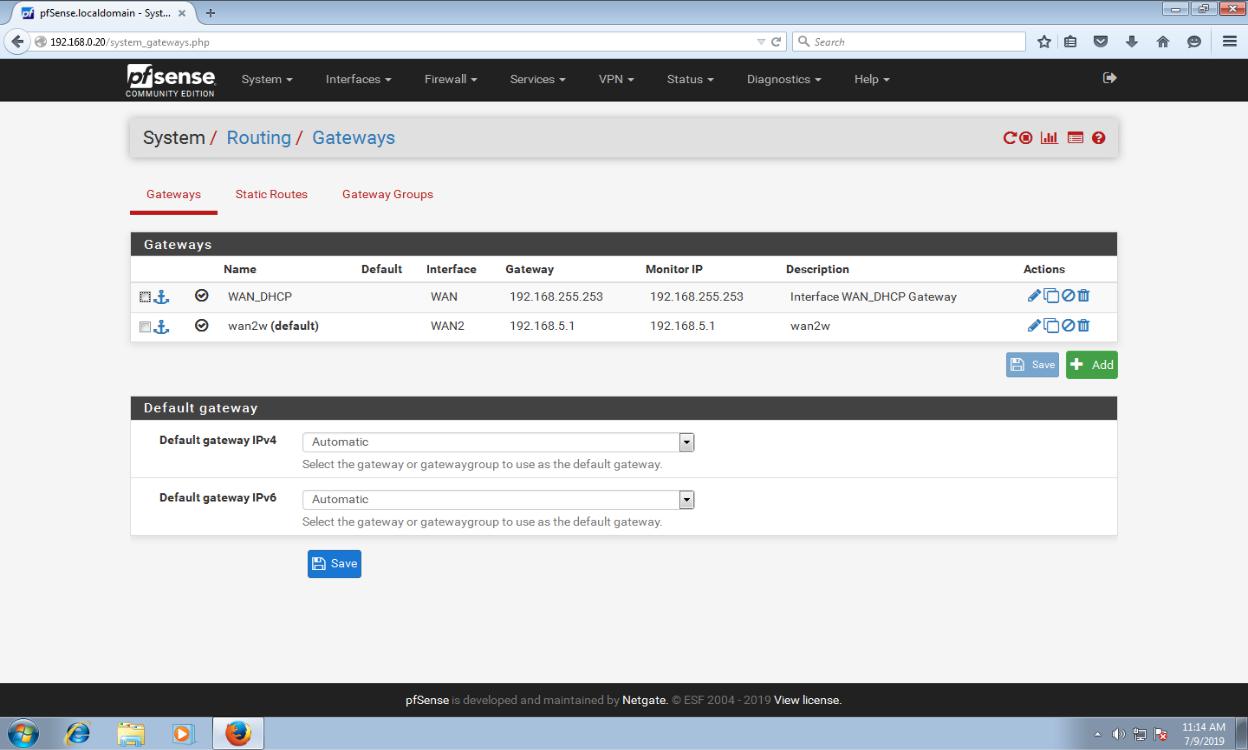 pfSense.localdomain - Syst...
192.168.0.20/system_gateways.php
Search
pfsense
COMMUNITY EDITION
System
Interfaces
Firewall
Services
VPN
Status
Diagnostics
Help
System / Routing / Gateways
Gateways
Static Routes
Gateway Groups
Gateways
Name Default Interface Gateway Monitor IP Description Actions
WAN_DHCP WAN 192.168.255.253 192.168.255.253 Interface WAN_DHCP Gateway
wan2w (default) WAN2 192.168.5.1 192.168.5.1 wan2w
Save
Add
Default gateway
Default gateway IPv4 Automatic
Select the gateway or gatewaygroup to use as the default gateway.
Default gateway IPv6 Automatic
Select the gateway or gatewaygroup to use as the default gateway.
Save
pfSense is developed and maintained by Netgate. © ESF 2004 - 2019 View license.
11:14 AM
7/9/2019